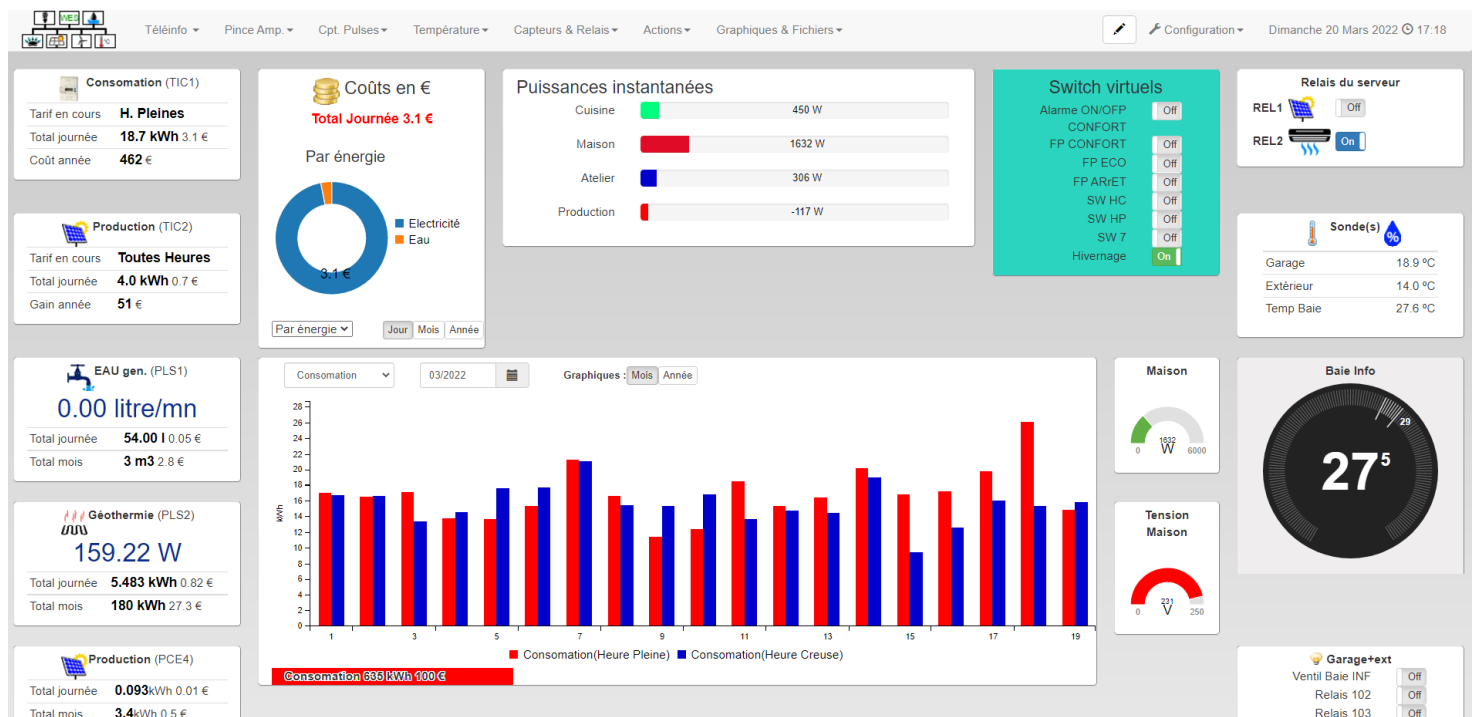 WES
Téléinfo
Pince Amp.
Cpt. Pulses
Température
Capteurs & Relais
Actions
Graphiques & Fichiers
Configuration
Dimanche 20 Mars 2022 17:18
Consomation (TIC1)
Tarif en cours H. Pleines
Total journée 18.7 kWh 3.1 €
Coût année 462 €
Production (TIC2)
Tarif en cours Toutes Heures
Total journée 4.0 kWh 0.7 €
Gain année 51 €
EAU gen. (PLS1)
0.00 litre/mn
Total journée 54.00 l 0.05 €
Total mois 3 m3 2.8 €
Géothermie (PLS2)
159.22 W
Total journée 5.483 kWh 0.82 €
Total mois 180 kWh 27.3 €
Production (PCE4)
Total journée 0.093kWh 0.01 €
Total mois 3.4kWh 0.5 €
Coûts en €
Total Journée 3.1 €
Par énergie
Electricité
Eau
3.1 €
Par énergie
Jour Mois Année
Puissances instantanées
Cuisine 450 W
Maison 1632 W
Atelier 306 W
Production -117 W
Switch virtuels
Alarme ON/OFP Off
CONFORT
FP CONFORT Off
FP ECO Off
FP ARrET Off
SW HC Off
SW HP Off
SW 7 Off
Hivernage On
Relais du serveur
REL1 Off
REL2 On
Sonde(s) %
Garage 18.9 ºC
Extérieur 14.0 ºC
Temp Baie 27.6 ºC
Consomation 03/2022 Graphiques : Mois Année
28
26
24
22
20
18
16
14
12
10
8
6
4
2
0
kWh
1 3 5 7 9 11 13 15 17 19
Consomation(Heure Pleine) Consomation(Heure Creuse)
Consomation 635 kWh 100 €
Maison
1632
W
0 6000
Tension
Maison
231
V
0 250
Baie Info
29
27 5
Garage+ext
Ventil Baie INF Off
Relais 102 Off
Relais 103 Off